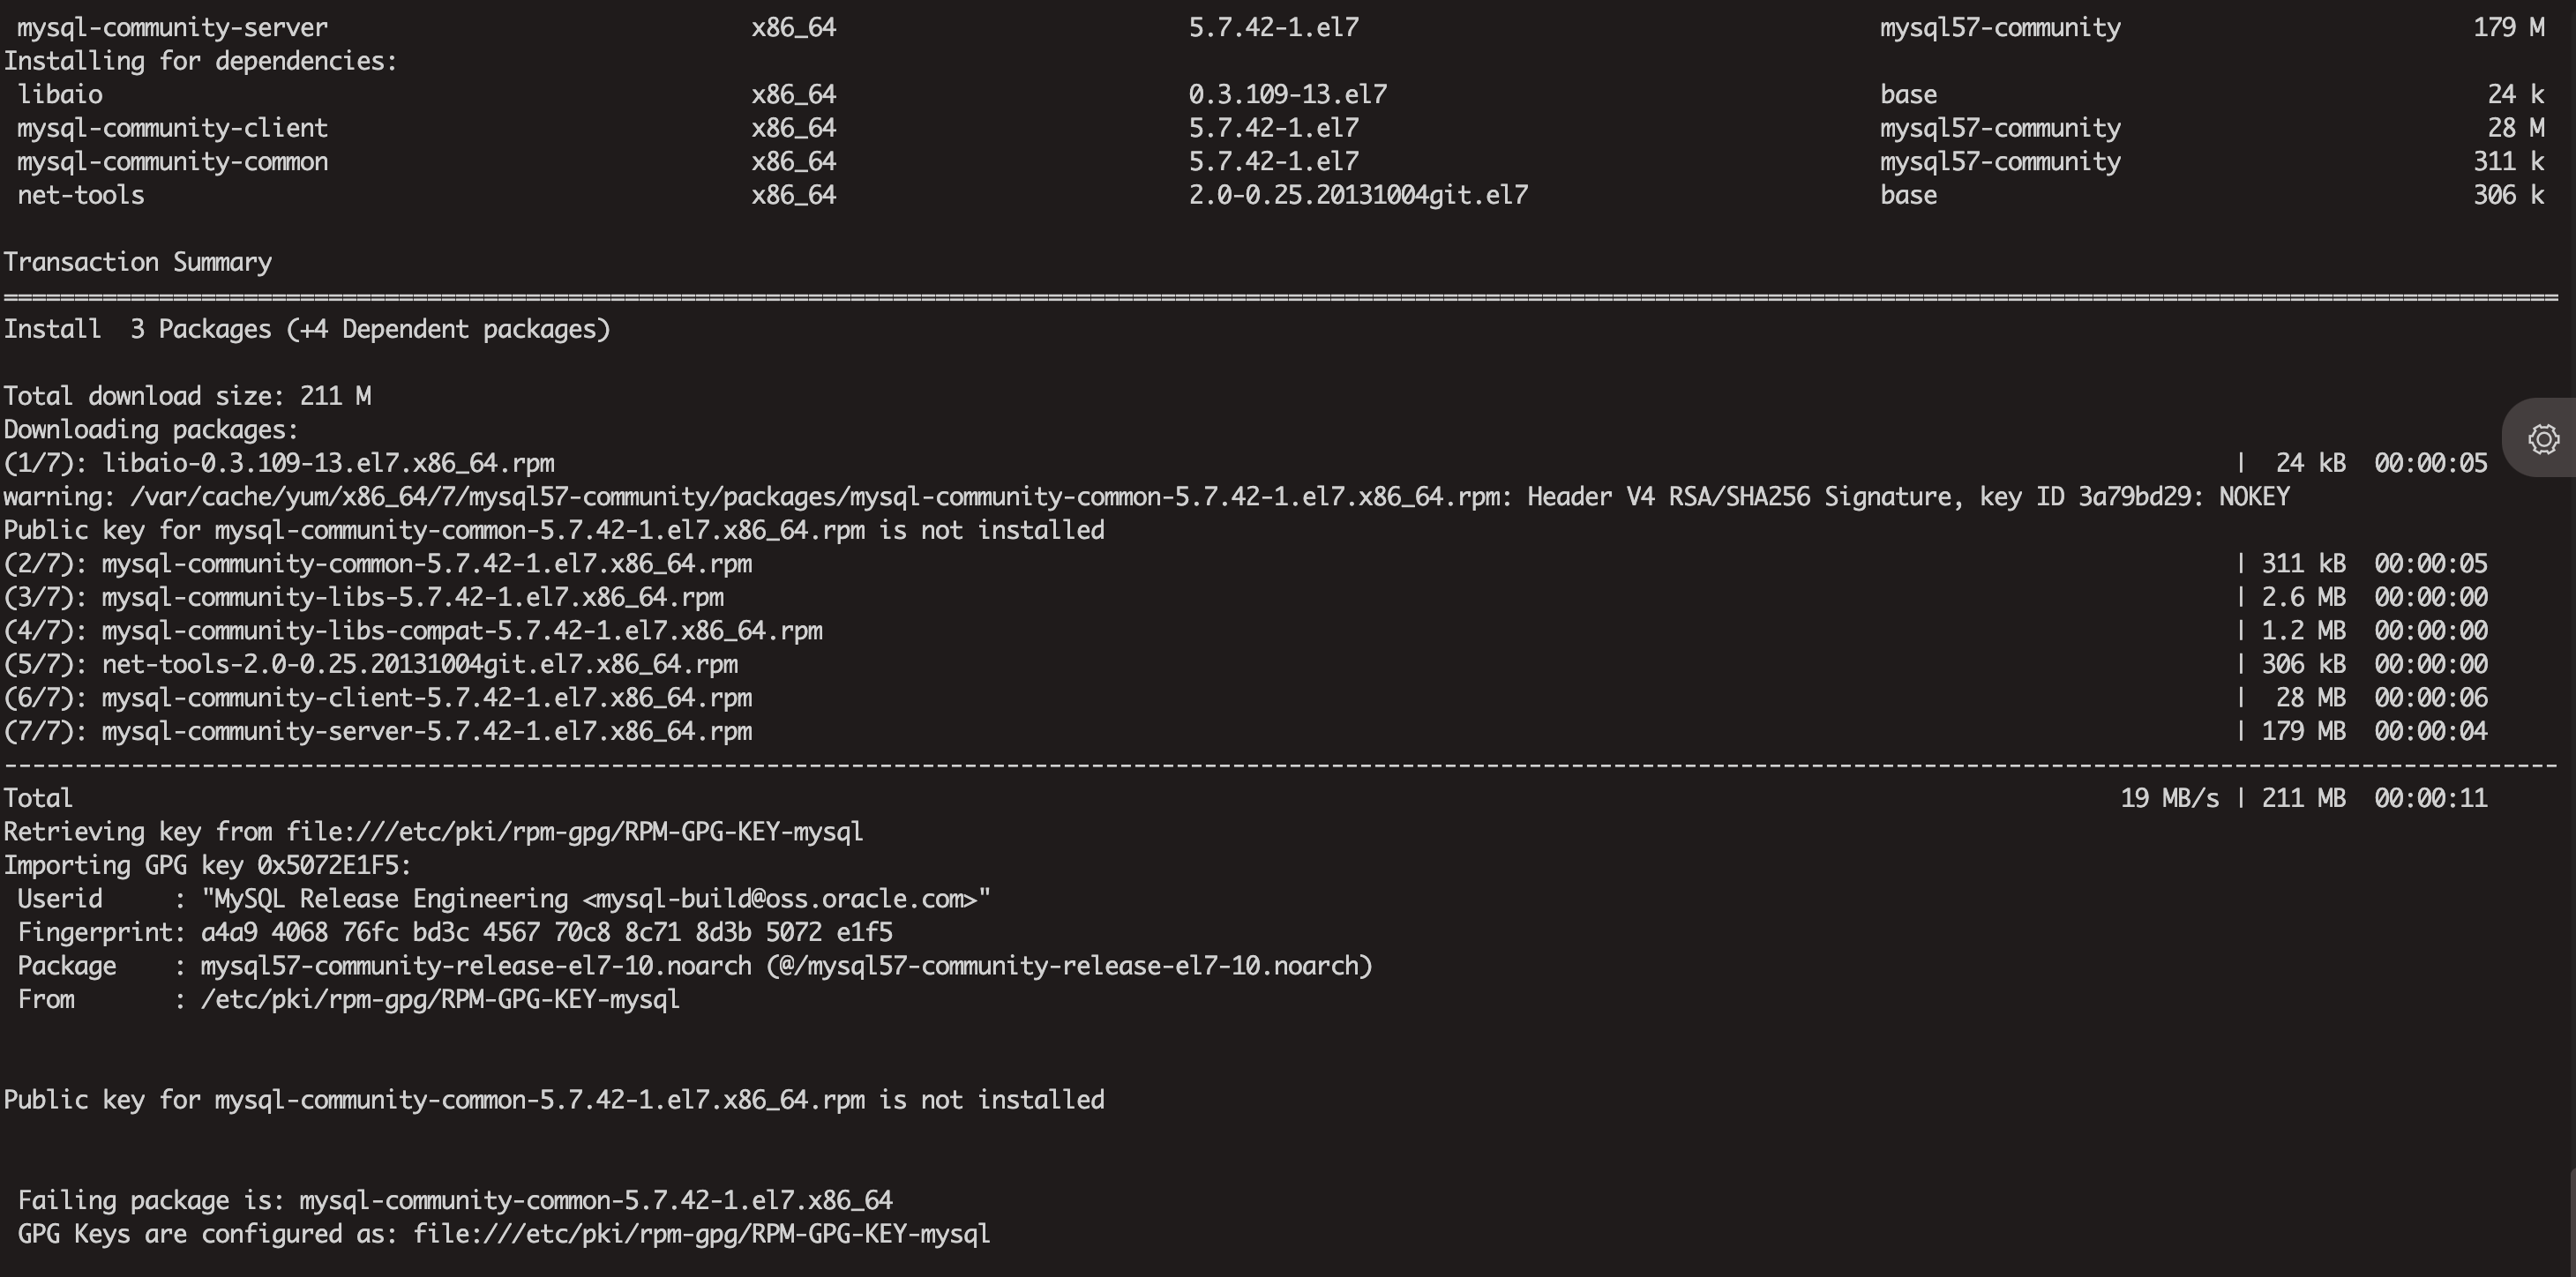 mysql-community-server x86_64 5.7.42-1.el7 mysql57-community 179 M
Installing for dependencies:
libaio x86_64 0.3.109-13.el7 base 24 k
mysql-community-client x86_64 5.7.42-1.el7 mysql57-community 28 M
mysql-community-common x86_64 5.7.42-1.el7 mysql57-community 311 k
net-tools x86_64 2.0-0.25.20131004git.el7 base 306 k
Transaction Summary
================================================================================
Install 3 Packages (+4 Dependent packages)
Total download size: 211 M
Downloading packages:
(1/7): libaio-0.3.109-13.el7.x86_64.rpm | 24 kB 00:00:05
warning: /var/cache/yum/x86_64/7/mysql57-community/packages/mysql-community-common-5.7.42-1.el7.x86_64.rpm: Header V4 RSA/SHA256 Signature, key ID 3a79bd29: NOKEY
Public key for mysql-community-common-5.7.42-1.el7.x86_64.rpm is not installed
(2/7): mysql-community-common-5.7.42-1.el7.x86_64.rpm | 311 kB 00:00:05
(3/7): mysql-community-libs-5.7.42-1.el7.x86_64.rpm | 2.6 MB 00:00:00
(4/7): mysql-community-libs-compat-5.7.42-1.el7.x86_64.rpm | 1.2 MB 00:00:00
(5/7): net-tools-2.0-0.25.20131004git.el7.x86_64.rpm | 306 kB 00:00:00
(6/7): mysql-community-client-5.7.42-1.el7.x86_64.rpm | 28 MB 00:00:06
(7/7): mysql-community-server-5.7.42-1.el7.x86_64.rpm | 179 MB 00:00:04
--------------------------------------------------------------------------------
Total 19 MB/s | 211 MB 00:00:11
Retrieving key from file:///etc/pki/rpm-gpg/RPM-GPG-KEY-mysql
Importing GPG key 0x5072E1F5:
Userid : "MySQL Release Engineering <mysql-build@oss.oracle.com>"
Fingerprint: a4a9 4068 76fc bd3c 4567 70c8 8c71 8d3b 5072 e1f5
Package : mysql57-community-release-el7-10.noarch (@/mysql57-community-release-el7-10.noarch)
From : /etc/pki/rpm-gpg/RPM-GPG-KEY-mysql
Public key for mysql-community-common-5.7.42-1.el7.x86_64.rpm is not installed
Failing package is: mysql-community-common-5.7.42-1.el7.x86_64
GPG Keys are configured as: file:///etc/pki/rpm-gpg/RPM-GPG-KEY-mysql